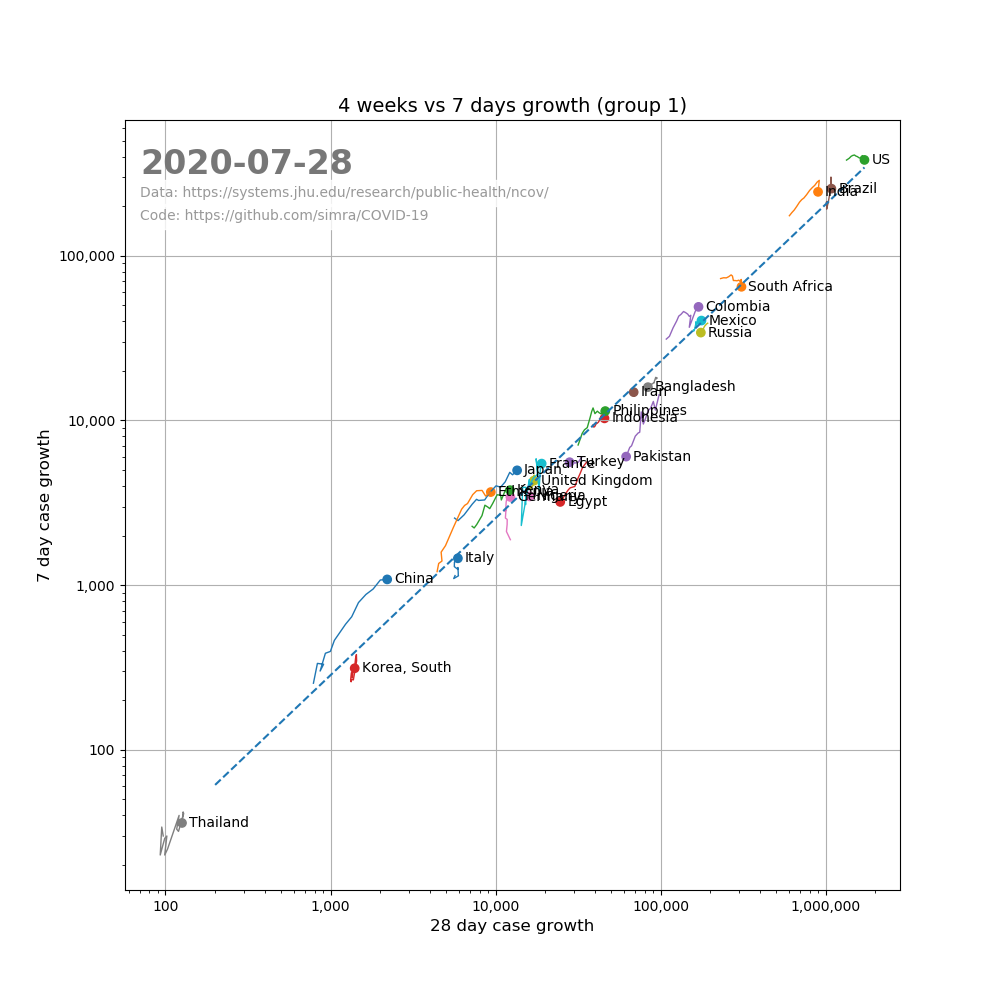 4 weeks vs 7 days growth (group 1)
2020-07-28
Data: https://systems.jhu.edu/research/public-health/ncov/
Code: https://github.com/simra/COVID-19
US
Brazil
India
100,000
South Africa
Colombia
Mexico
Russia
Bangladesh
Iran
Philippines
Indonesia
10,000
Pakistan
Turkey
France
Japan
United Kingdom
Ethiopia
Kenya
Nigeria
Germany
Egypt
Italy
China
1,000
Korea, South
100
Thailand
7 day case growth
100
1,000
10,000
100,000
1,000,000
28 day case growth